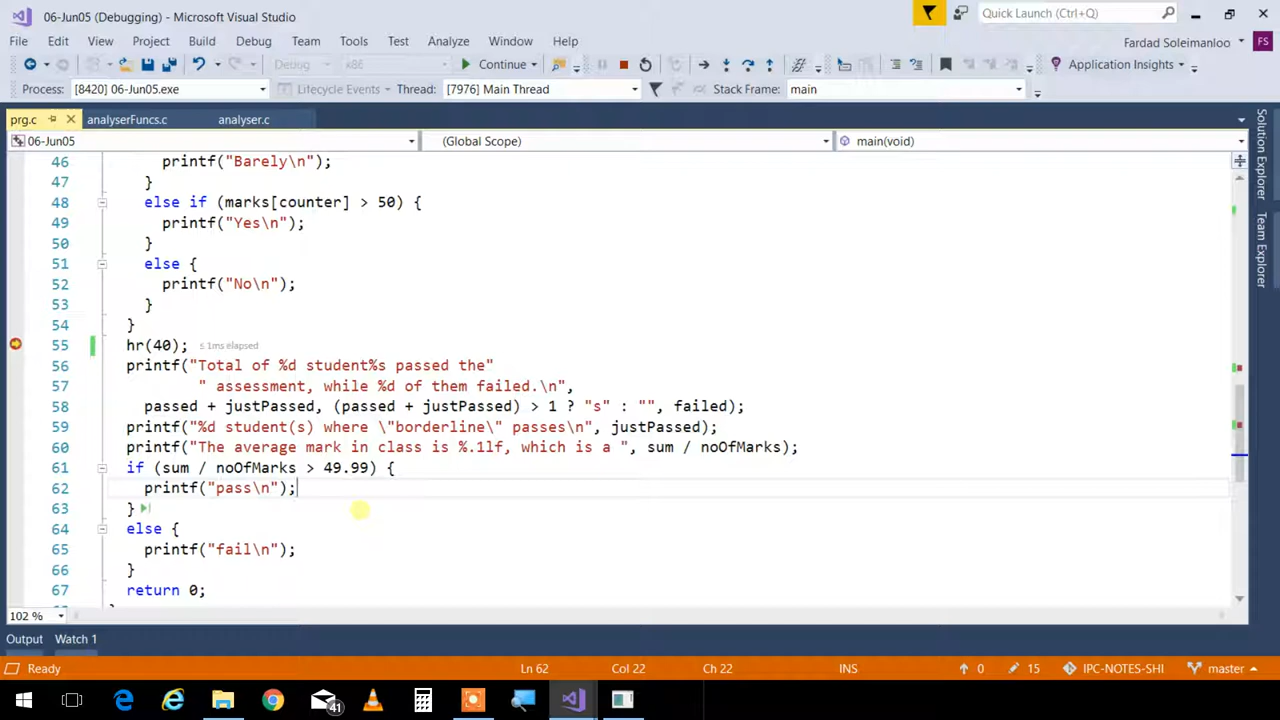 06-Jun05 (Debugging) - Microsoft Visual Studio
Quick Launch (Ctrl+Q)
File Edit View Project Build Debug Team Tools Test Analyze Window Help
Fardad Soleimanloo FS
Debug x86 Continue Application Insights
Process: [8420] 06-Jun05.exe Lifecycle Events Thread: [7976] Main Thread Stack Frame: main
prg.c analyserFuncs.c analyser.c
06-Jun05 (Global Scope) main(void)
46 printf("Barely\n");
47 }
48 else if (marks[counter] > 50) {
49 printf("Yes\n");
50 }
51 else {
52 printf("No\n");
53 }
54 }
55 hr(40); ≤ 1ms elapsed
56 printf("Total of %d student%s passed the"
57 " assessment, while %d of them failed.\n",
58 passed + justPassed, (passed + justPassed) > 1 ? "s" : "", failed);
59 printf("%d student(s) where \"borderline\" passes\n", justPassed);
60 printf("The average mark in class is %.1lf, which is a ", sum / noOfMarks);
61 if (sum / noOfMarks > 49.99) {
62 printf("pass\n");
63 }
64 else {
65 printf("fail\n");
66 }
67 return 0;
102 %
Solution Explorer
Team Explorer
Output Watch 1
Ready Ln 62 Col 22 Ch 22 INS 0 15 IPC-NOTES-SHI master
41